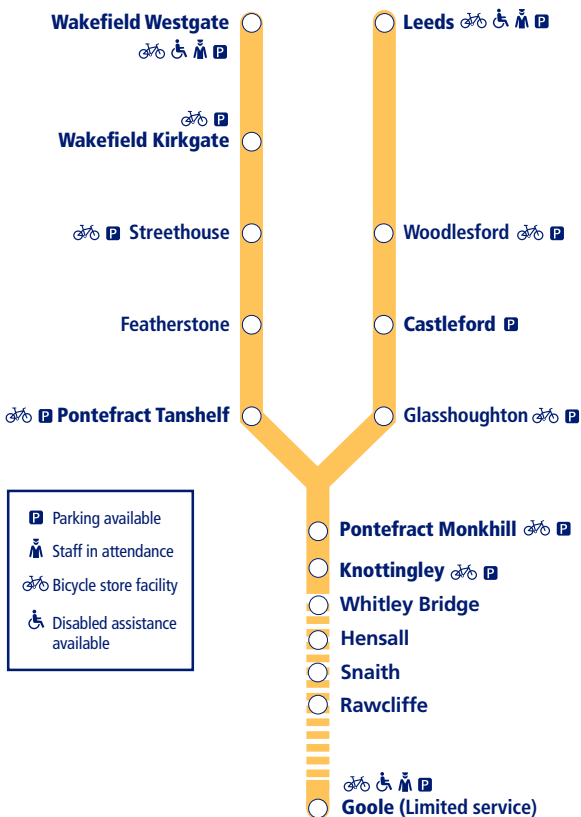 Wakefield Westgate
Leeds P
P
P
Wakefield Kirkgate
P Streethouse
Woodlesford P
Featherstone
Castleford P
P Pontefract Tanshelf
Glasshoughton P
P Parking available
Staff in attendance
Bicycle store facility
Disabled assistance
available
Pontefract Monkhill P
Knottingley P
Whitley Bridge
Hensall
Snaith
Rawcliffe
P
Goole (Limited service)